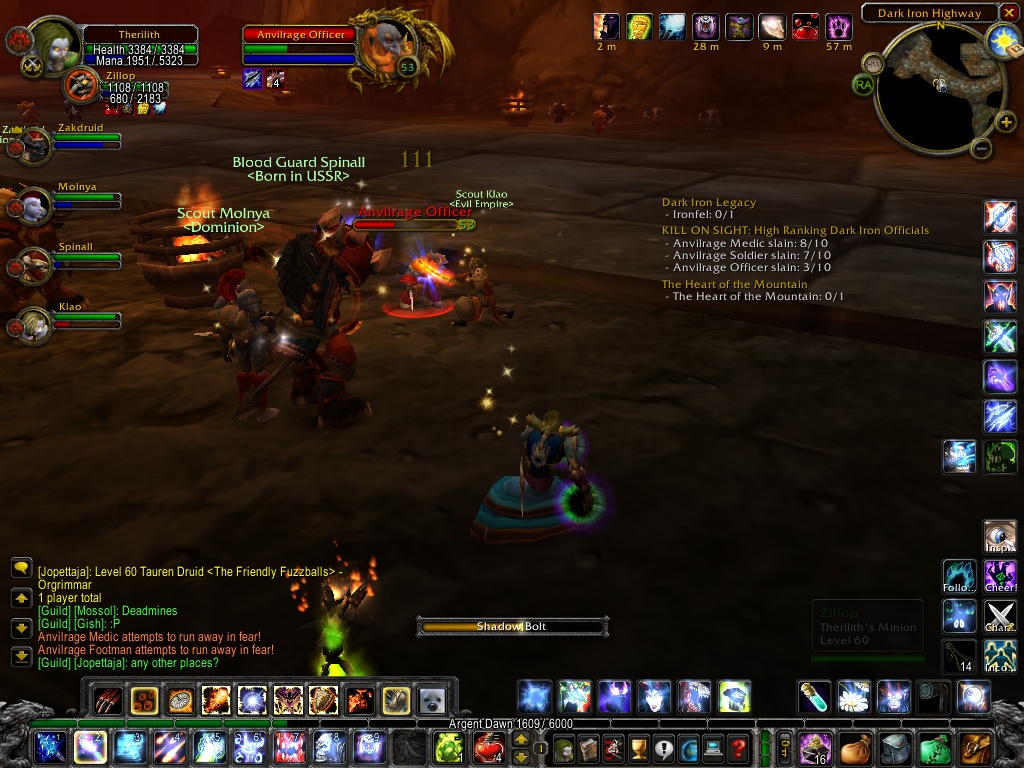 Therilith
Health 3384 / 3384
Mana 1951 / 5323
Anvilrage Officer
53
4
Zillop
1108 / 1108
680 / 2183
2 m
28 m
9 m
57 m
Dark Iron Highway
N
RA
Zakdruid
Molnya
Spinall
Klao
Blood Guard Spinall
<Born in USSR>
111
Scout Klao
<Evil Empire>
Scout Molnya
<Dominion>
Anvilrage Officer
53
Dark Iron Legacy
- Ironfel: 0/1
KILL ON SIGHT: High Ranking Dark Iron Officials
- Anvilrage Medic slain: 8/10
- Anvilrage Soldier slain: 7/10
- Anvilrage Officer slain: 3/10
The Heart of the Mountain
- The Heart of the Mountain: 0/1
[Jopettaja]: Level 60 Tauren Druid <The Friendly Fuzzballs> -
Orgrimmar
1 player total
[Guild] [Mossol]: Deadmines
[Guild] [Gish]: :P
Anvilrage Medic attempts to run away in fear!
Anvilrage Footman attempts to run away in fear!
[Guild] [Jopettaja]: any other places?
Shadow Bolt
Zillop
Therilith's Minion
Level 60
Insp..
Follo..
Cheer!
Char..
14
Inco..
Argent Dawn 1609 / 6000
16